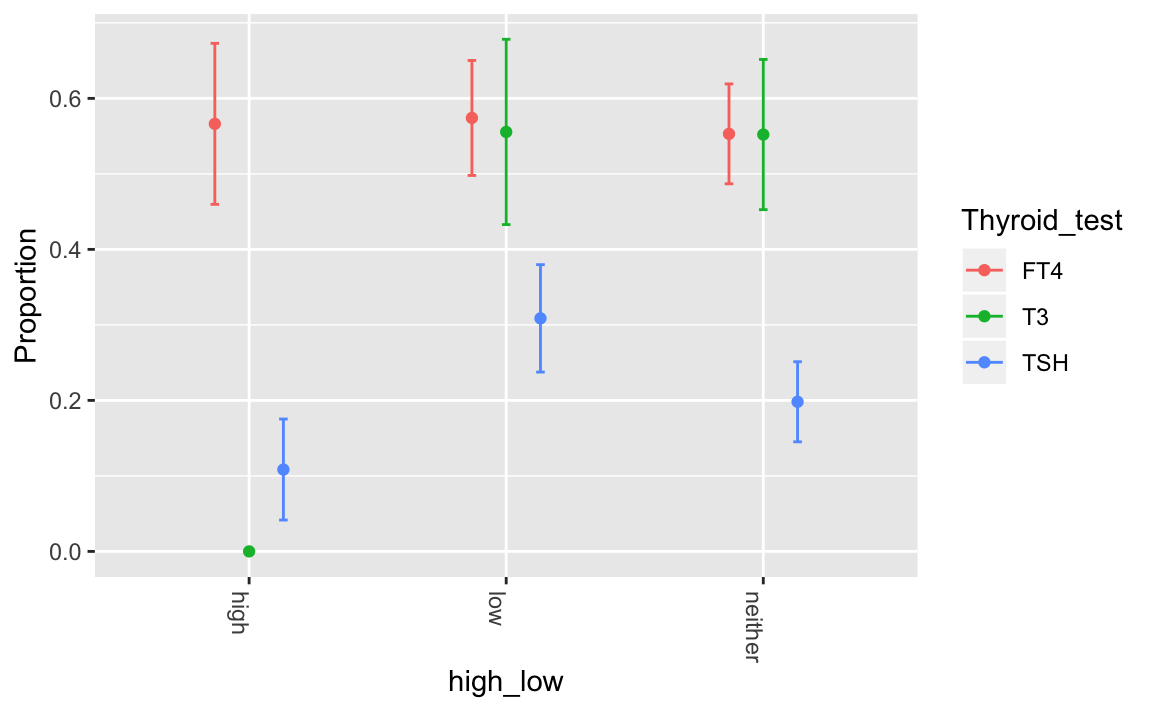 0.6
0.4
0.2
0.0
Proportion
high
low
neither
high_low
Thyroid_test
FT4
T3
TSH